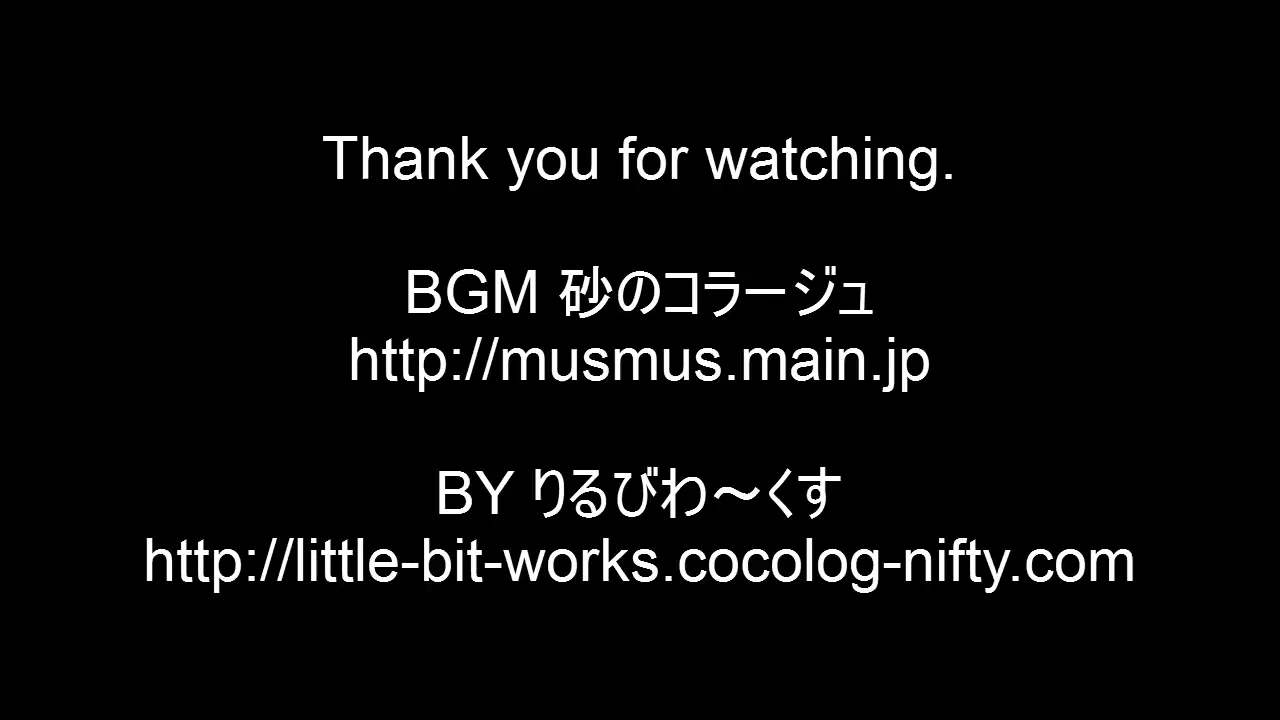 Thank you for watching.
BGM 砂のコラージュ
http://musmus.main.jp
BY りるびわ～くす
http://little-bit-works.cocolog-nifty.com